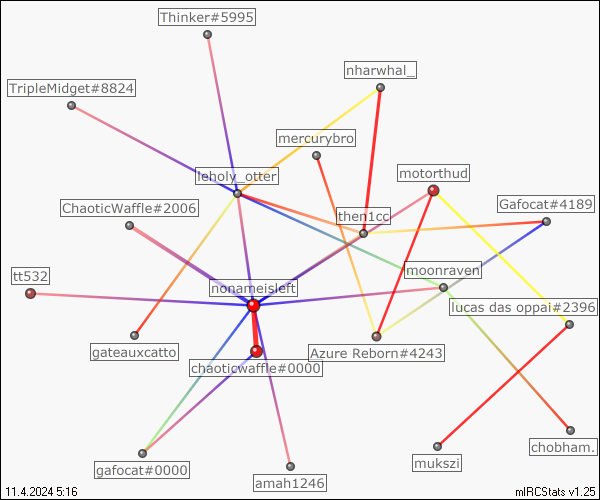 Thinker#5995
nharwhal_
TripleMidget#8824
mercurybro
motorthud
leholy_otter
Gafocat#4189
ChaoticWaffle#2006
then1cc
moonraven
tt532
nonameisleft
lucas das oppai#2396
gateauxcatto
Azure Reborn#4243
chaoticwaffle#0000
chobham.
mukszi
gafocat#0000
amah1246
11.4.2024 5:16
mIRCStats v1.25